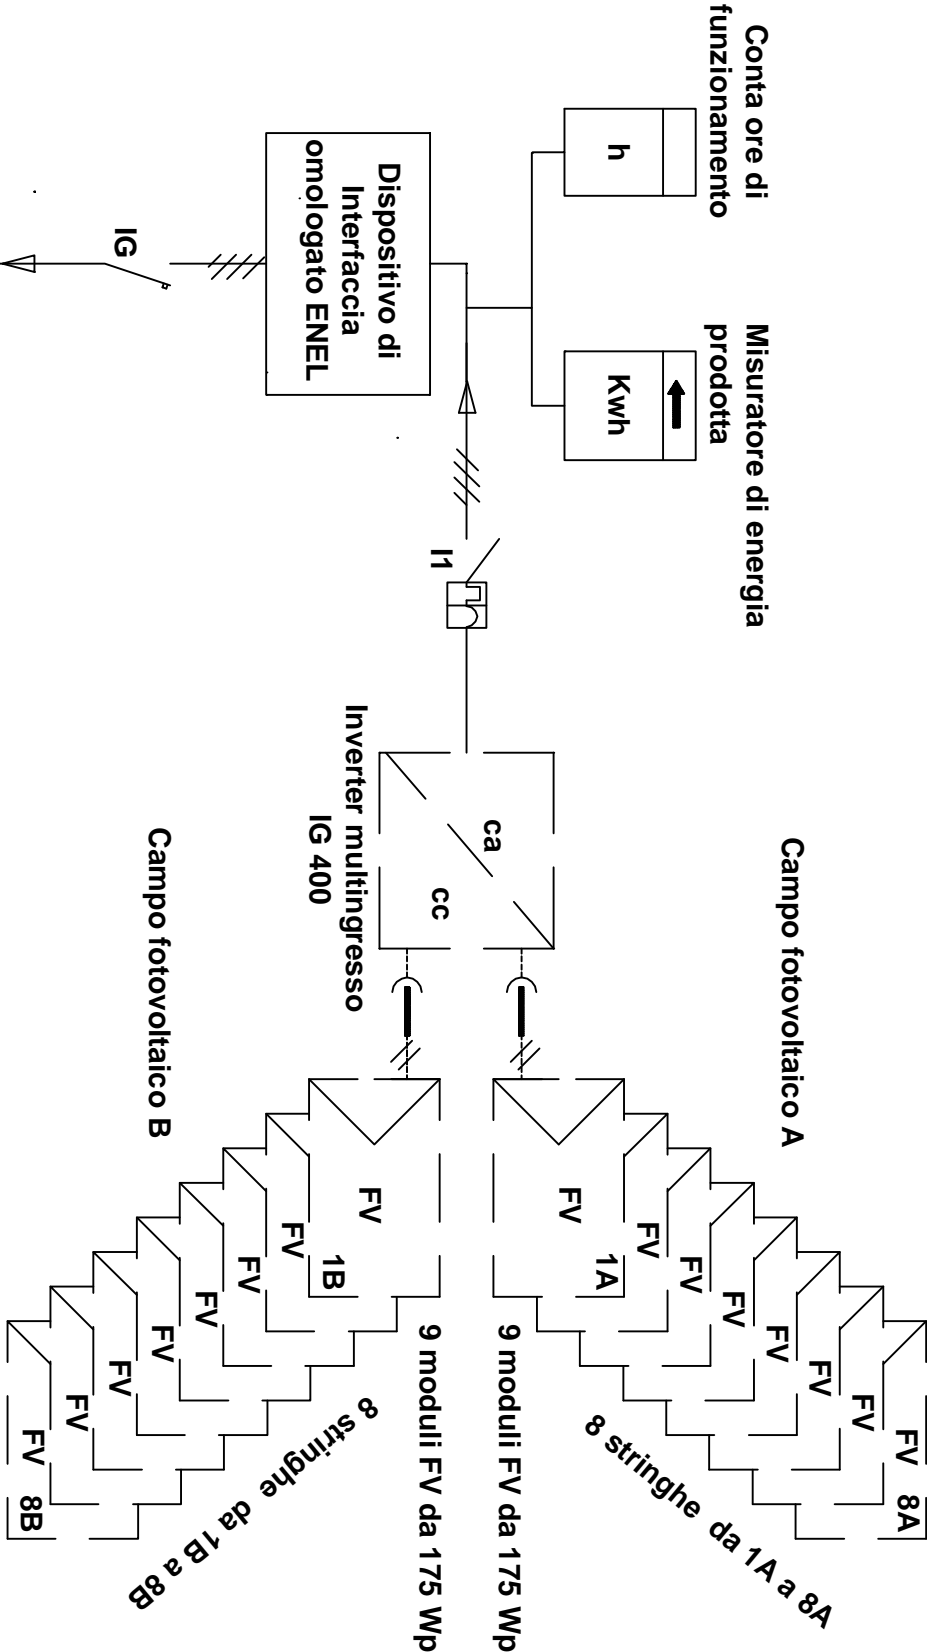 Conta ore di
funzionamento
h
Misuratore di energia
prodotta
Kwh
Dispositivo di
Interfaccia
omologato ENEL
IG
I1
ca
cc
Inverter multingresso
IG 400
Campo fotovoltaico A
FV
1A
FV
FV
FV
FV
FV
FV
FV
8A
9 moduli FV da 175 Wp
8 stringhe da 1A a 8A
Campo fotovoltaico B
FV
1B
FV
FV
FV
FV
FV
FV
FV
8B
9 moduli FV da 175 Wp
8 stringhe da 1B a 8B